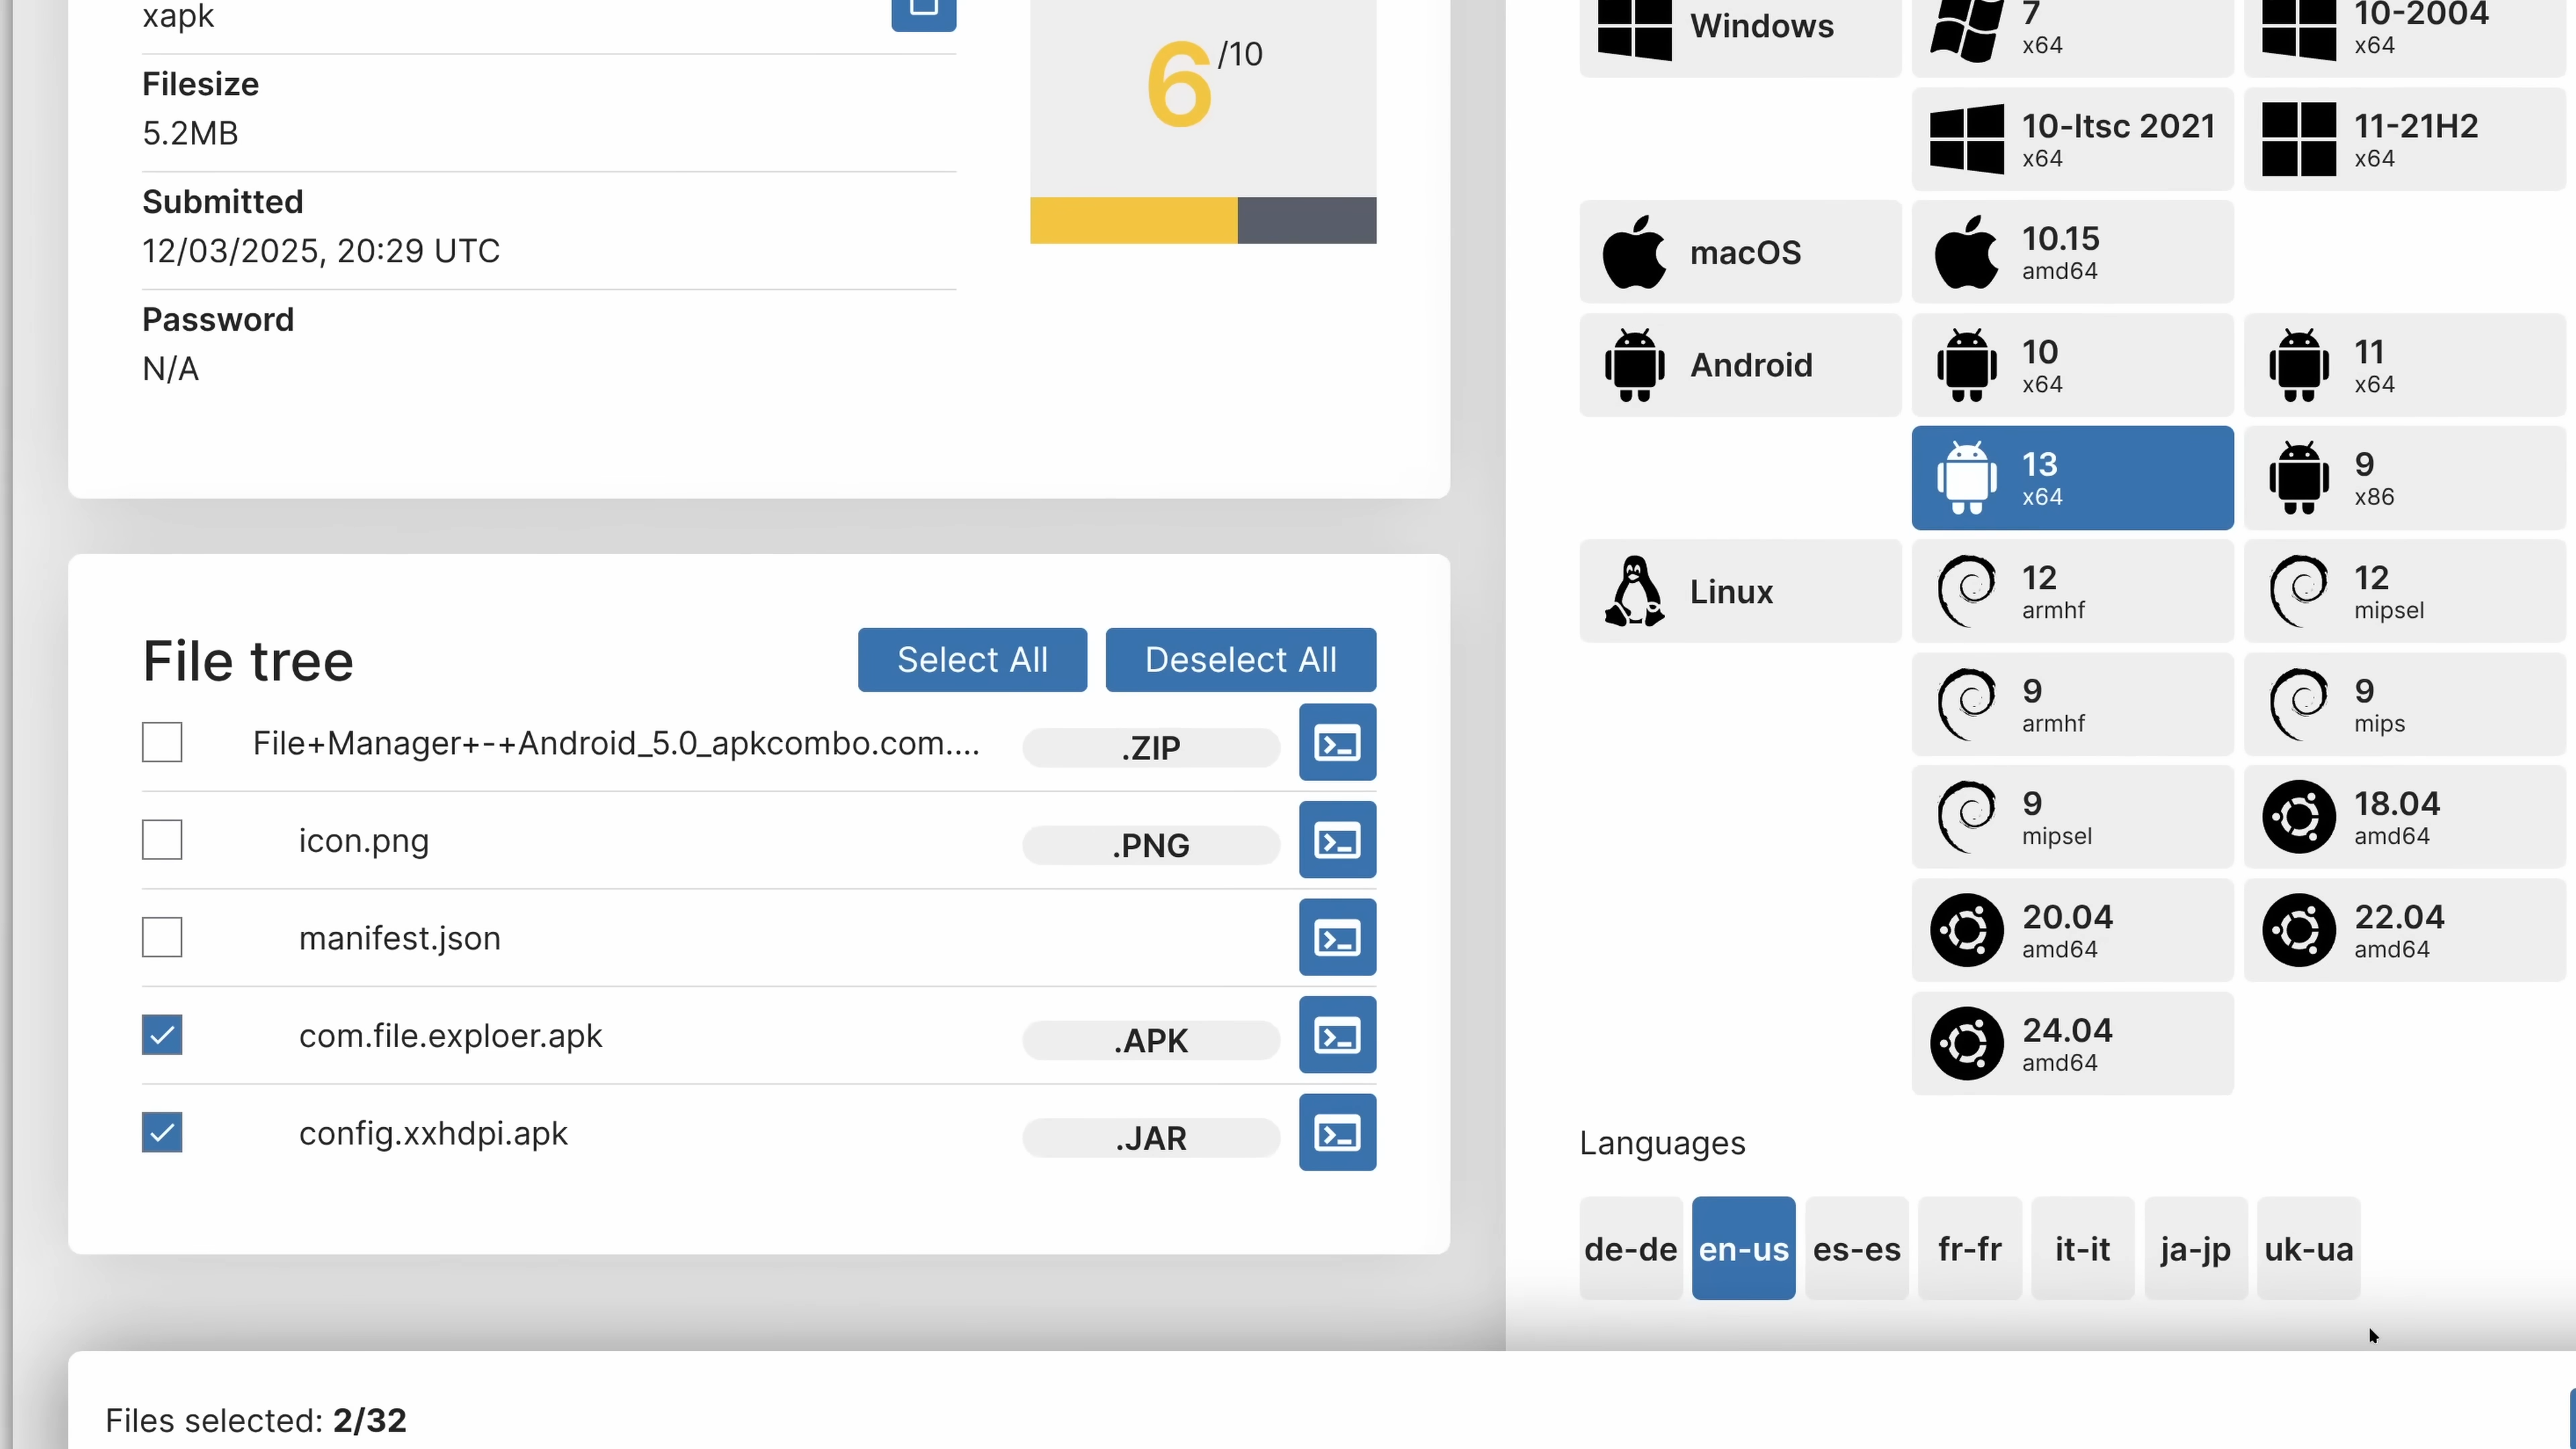 xapk
Filesize
5.2MB
Submitted
12/03/2025, 20:29 UTC
Password
N/A
6/10
File tree
Select All
Deselect All
File+Manager+-+Android_5.0_apkcombo.com....
.ZIP
icon.png
.PNG
manifest.json
com.file.exploer.apk
.APK
config.xxhdpi.apk
.JAR
Windows
7
x64
10-2004
x64
10-ltsc 2021
x64
11-21H2
x64
macOS
10.15
amd64
Android
10
x64
11
x64
13
x64
9
x86
Linux
12
armhf
12
mipsel
9
armhf
9
mips
9
mipsel
18.04
amd64
20.04
amd64
22.04
amd64
24.04
amd64
Languages
de-de
en-us
es-es
fr-fr
it-it
ja-jp
uk-ua
Files selected: 2/32